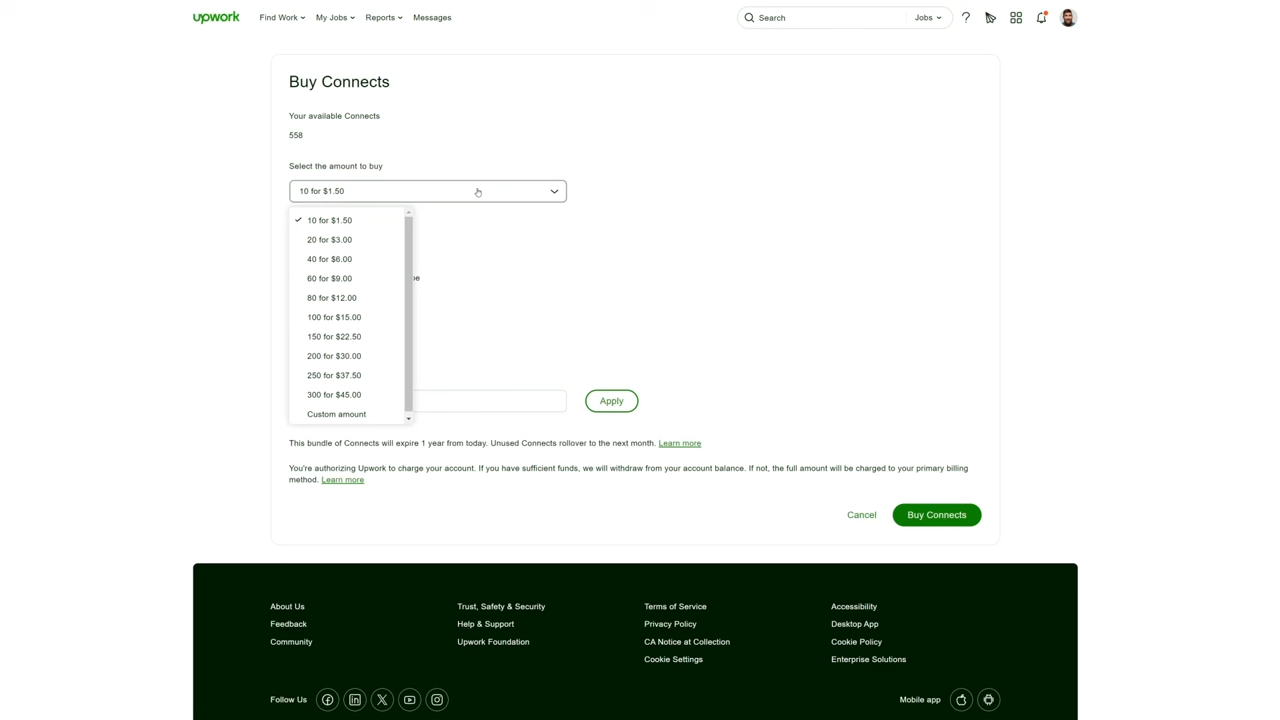 upwork
Find Work
My Jobs
Reports
Messages
Search
Jobs
Buy Connects
Your available Connects
558
Select the amount to buy
10 for $1.50
10 for $1.50
20 for $3.00
40 for $6.00
60 for $9.00
80 for $12.00
100 for $15.00
150 for $22.50
200 for $30.00
250 for $37.50
300 for $45.00
Custom amount
Apply
This bundle of Connects will expire 1 year from today. Unused Connects rollover to the next month. Learn more
You're authorizing Upwork to charge your account. If you have sufficient funds, we will withdraw from your account balance. If not, the full amount will be charged to your primary billing
method. Learn more
Cancel
Buy Connects
About Us
Trust, Safety & Security
Terms of Service
Accessibility
Feedback
Help & Support
Privacy Policy
Desktop App
Community
Upwork Foundation
CA Notice at Collection
Cookie Policy
Cookie Settings
Enterprise Solutions
Follow Us
Mobile app